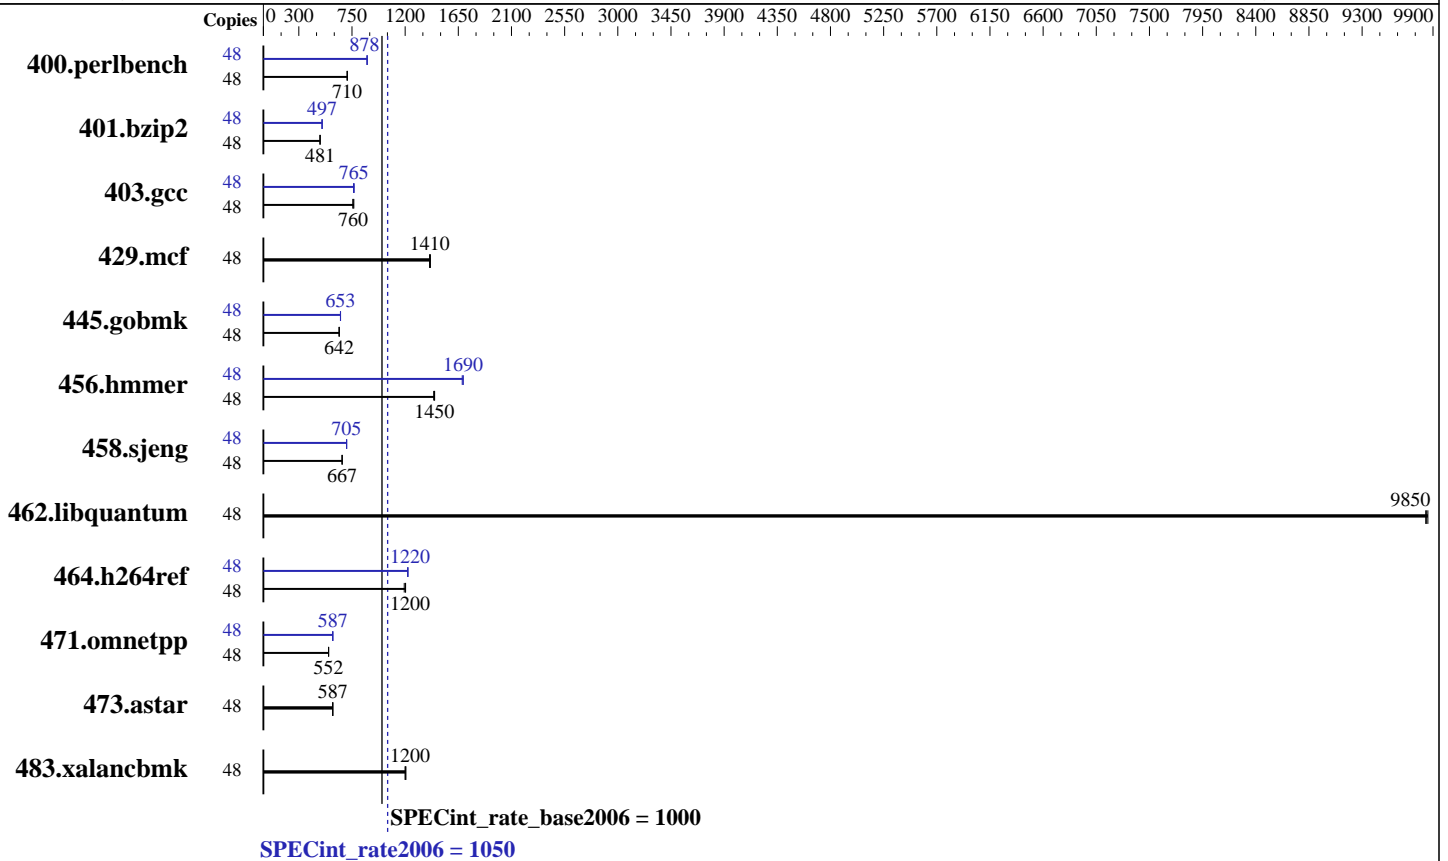 Copies 0 300 750 1200 1650 2100 2550 3000 3450 3900 4350 4800 5250 5700 6150 6600 7050 7500 7950 8400 8850 9300 9900
400.perlbench 48 878
48 710
401.bzip2 48 497
48 481
403.gcc 48 765
48 760
429.mcf 48 1410
445.gobmk 48 653
48 642
456.hmmer 48 1690
48 1450
458.sjeng 48 705
48 667
462.libquantum 48 9850
464.h264ref 48 1220
48 1200
471.omnetpp 48 587
48 552
473.astar 48 587
483.xalancbmk 48 1200
SPECint_rate_base2006 = 1000
SPECint_rate2006 = 1050